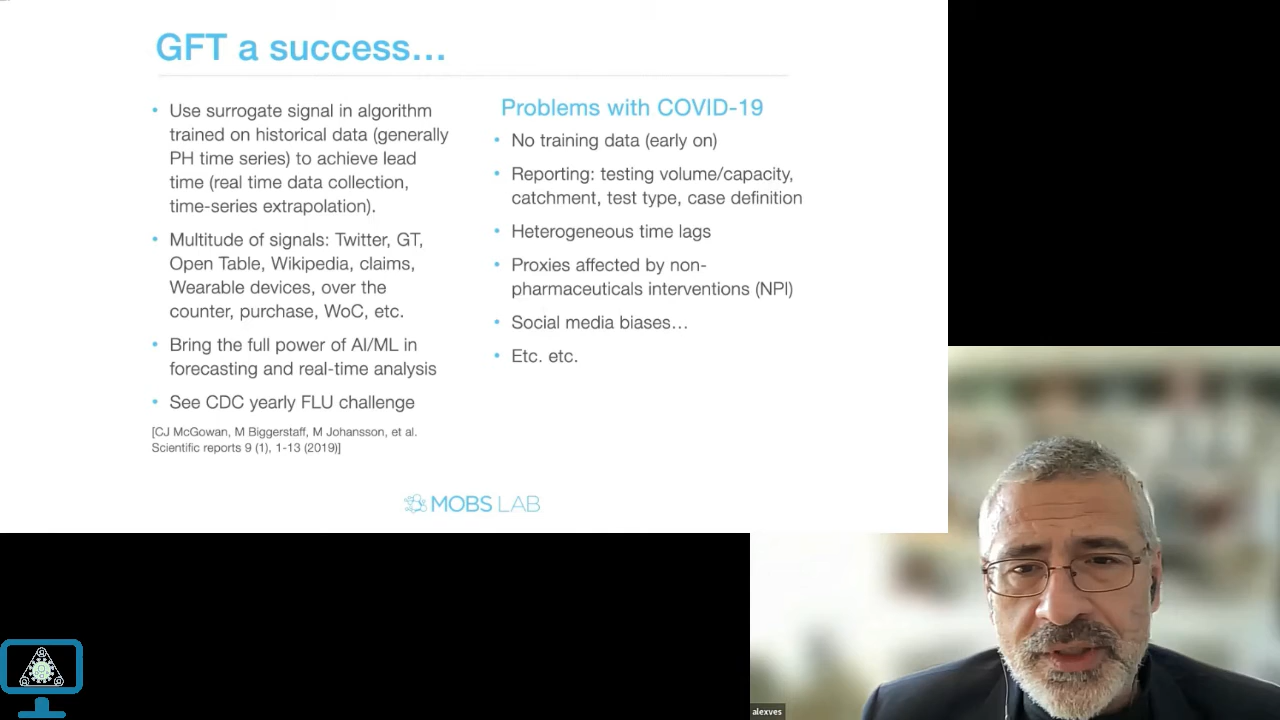 GFT a success...
• Use surrogate signal in algorithm
trained on historical data (generally
PH time series) to achieve lead
time (real time data collection,
time-series extrapolation).
• Multitude of signals: Twitter, GT,
Open Table, Wikipedia, claims,
Wearable devices, over the
counter, purchase, WoC, etc.
• Bring the full power of AI/ML in
forecasting and real-time analysis
• See CDC yearly FLU challenge
[CJ McGowan, M Biggerstaff, M Johansson, et al.
Scientific reports 9 (1), 1-13 (2019)]
Problems with COVID-19
• No training data (early on)
• Reporting: testing volume/capacity,
catchment, test type, case definition
• Heterogeneous time lags
• Proxies affected by non-
pharmaceuticals interventions (NPI)
• Social media biases...
• Etc. etc.
MOBS LAB
alexves